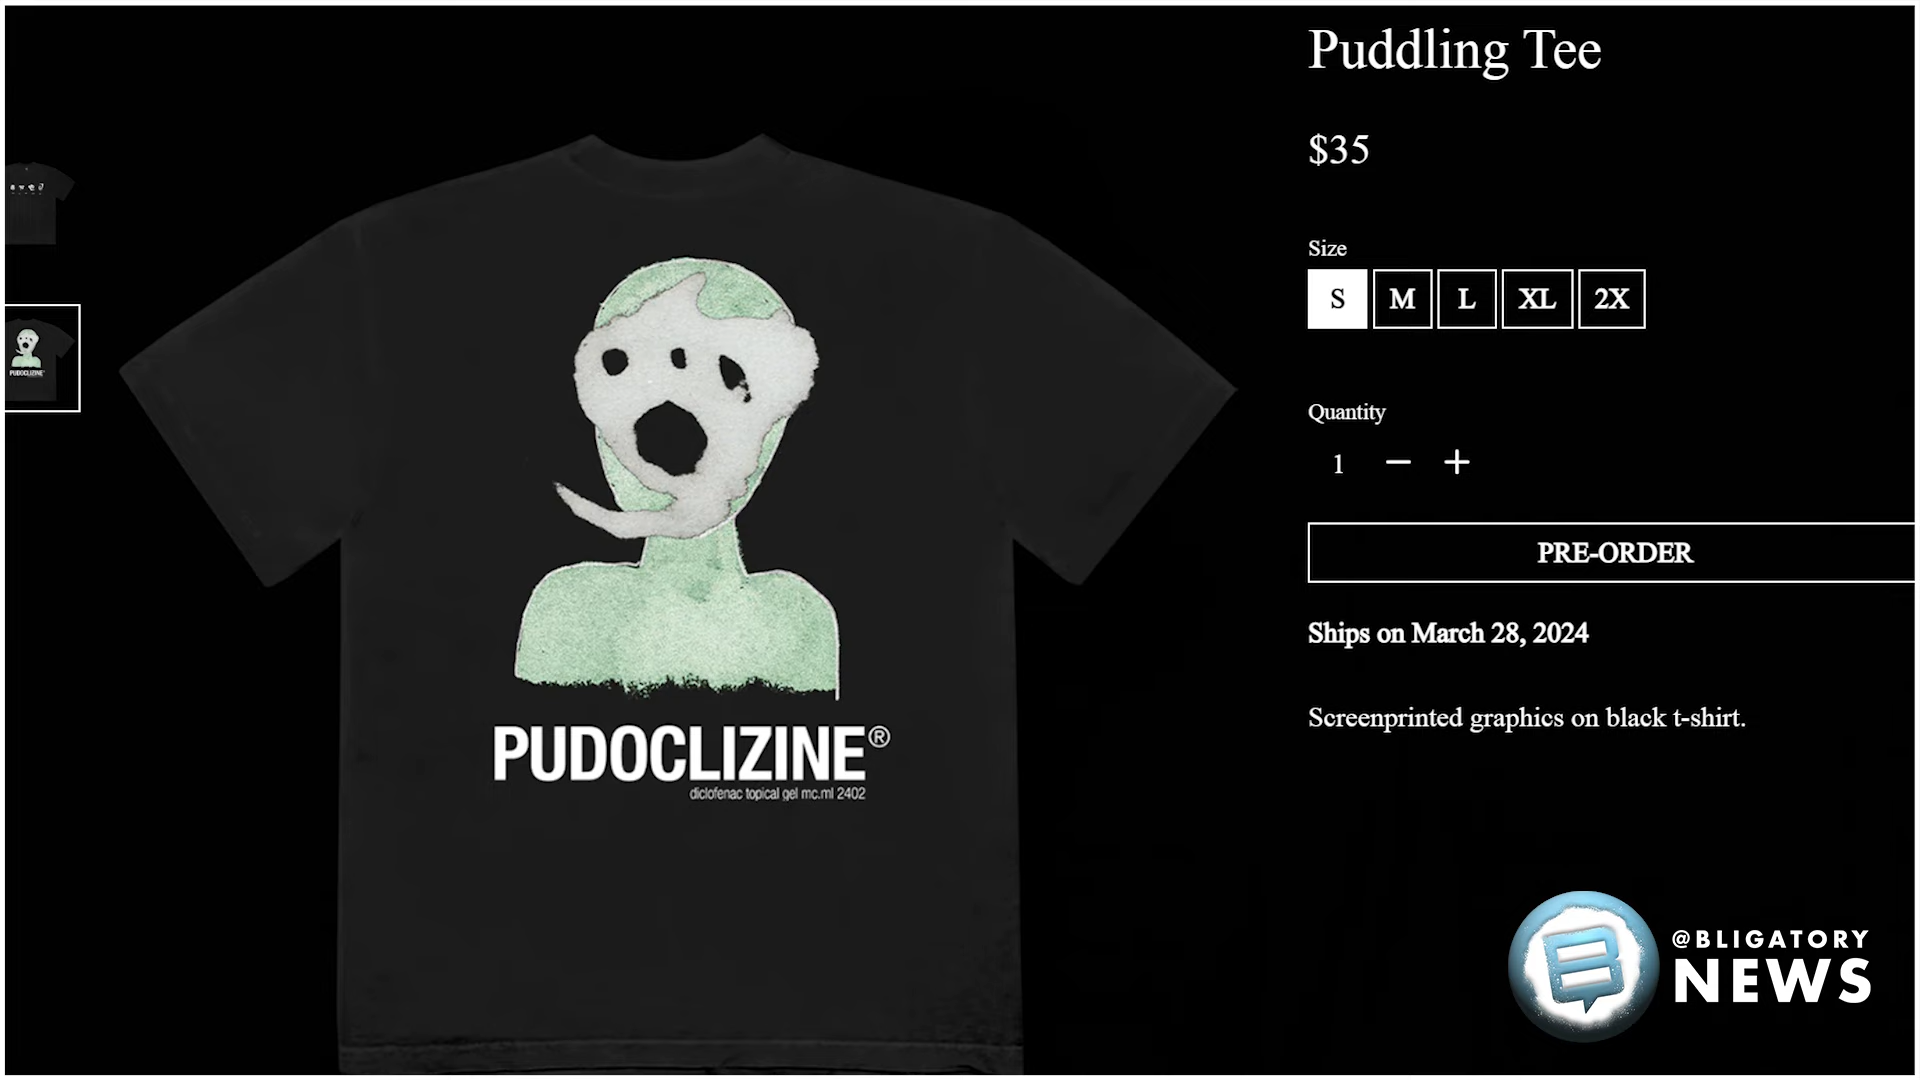 Puddling Tee
$35
Size
S M L XL 2X
Quantity
1 − +
PRE-ORDER
Ships on March 28, 2024
Screenprinted graphics on black t-shirt.
PUDOCLIZINE®
diclofenac topical gel mc.ml 2402
PUDOCLIZINE
@BLIGATORY
NEWS